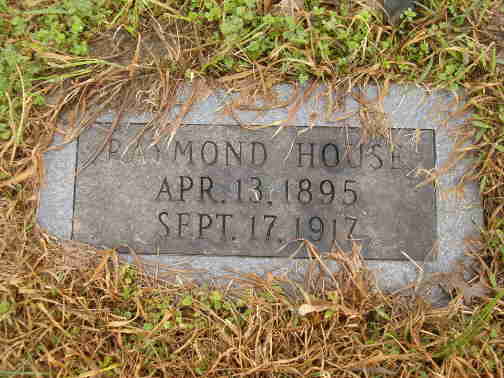 RAYMOND HOUSE
APR. 13, 1895
SEPT. 17, 1917